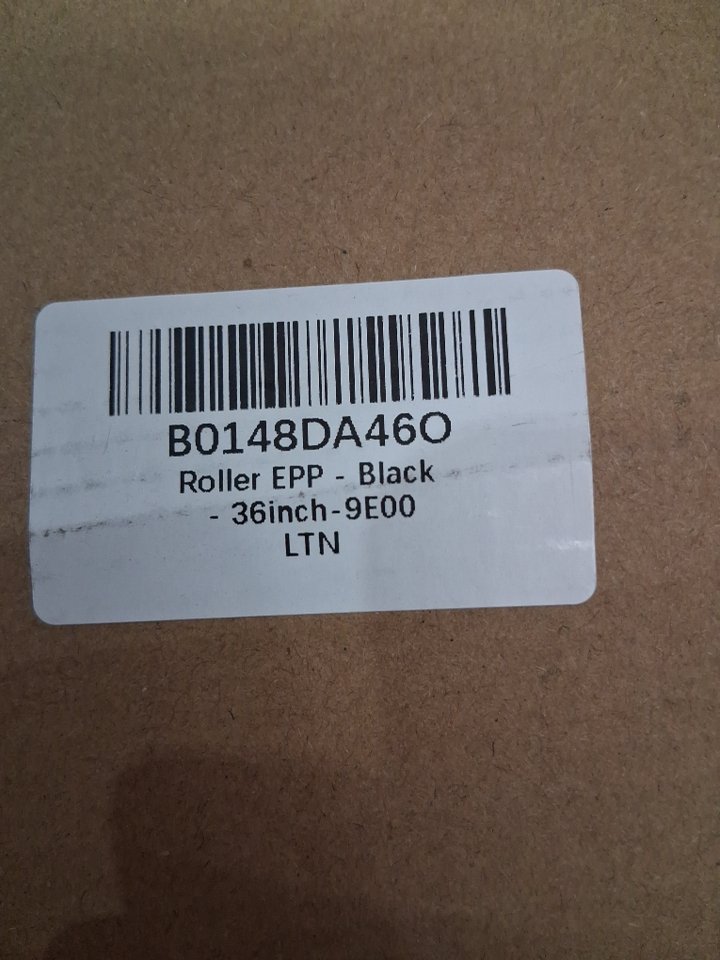 B0148DA46O
Roller EPP - Black
- 36inch-9E00
LTN